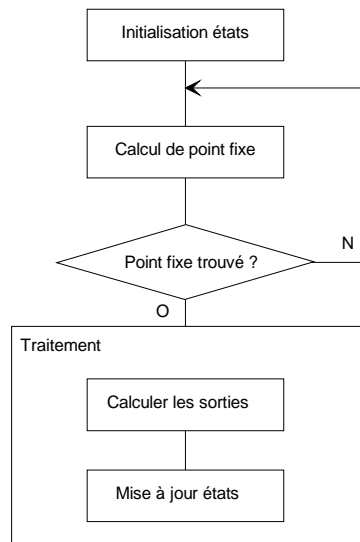 Initialisation états
Calcul de point fixe
Point fixe trouvé ?
N
O
Traitement
Calculer les sorties
Mise à jour états